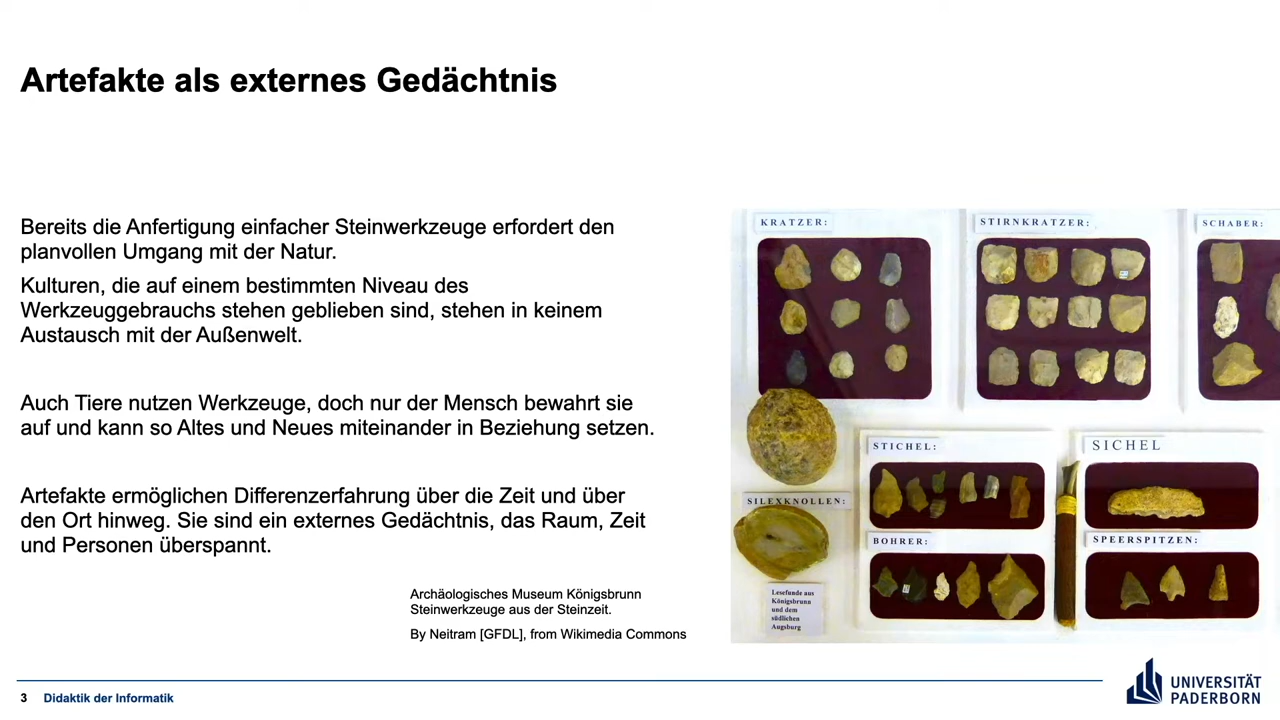 Artefakte als externes Gedächtnis
Bereits die Anfertigung einfacher Steinwerkzeuge erfordert den
planvollen Umgang mit der Natur.
Kulturen, die auf einem bestimmten Niveau des
Werkzeuggebrauchs stehen geblieben sind, stehen in keinem
Austausch mit der Außenwelt.
Auch Tiere nutzen Werkzeuge, doch nur der Mensch bewahrt sie
auf und kann so Altes und Neues miteinander in Beziehung setzen.
Artefakte ermöglichen Differenzerfahrung über die Zeit und über
den Ort hinweg. Sie sind ein externes Gedächtnis, das Raum, Zeit
und Personen überspannt.
Archäologisches Museum Königsbrunn
Steinwerkzeuge aus der Steinzeit.
By Neitram [GFDL], from Wikimedia Commons
KRATZER:
STIRNKRATZER:
SCHABER:
STICHEL:
SICHEL
SILEXKNOLLEN:
BOHRER:
SPEERSPITZEN:
Lesefunde aus
Königsbrunn
und dem
südlichen
Augsburg
3 Didaktik der Informatik
UNIVERSITÄT
PADERBORN